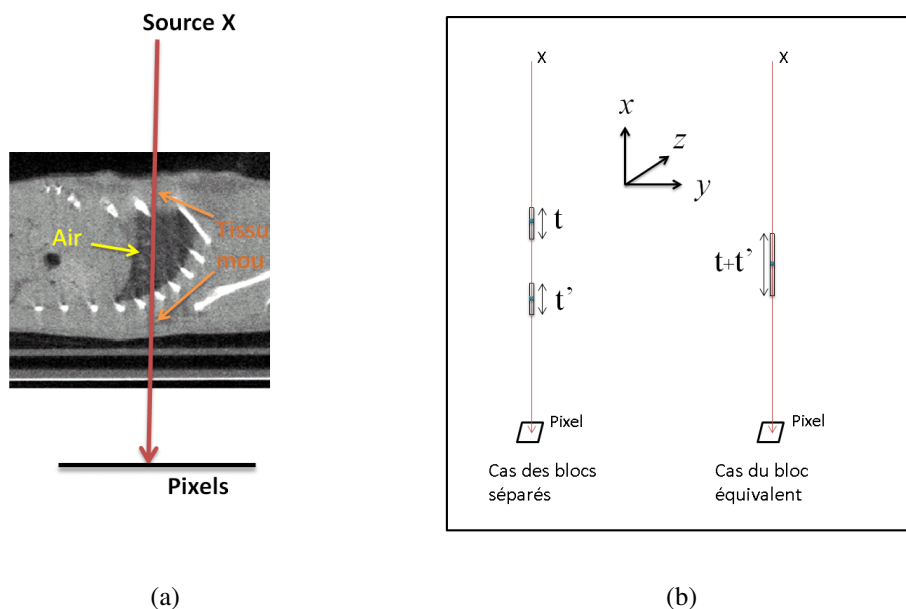 Source X
Air
Tissu
mou
Pixels
(a)
X
X
x
z
y
t
t'
t+t'
Pixel
Pixel
Cas des blocs
séparés
Cas du bloc
équivalent
(b)